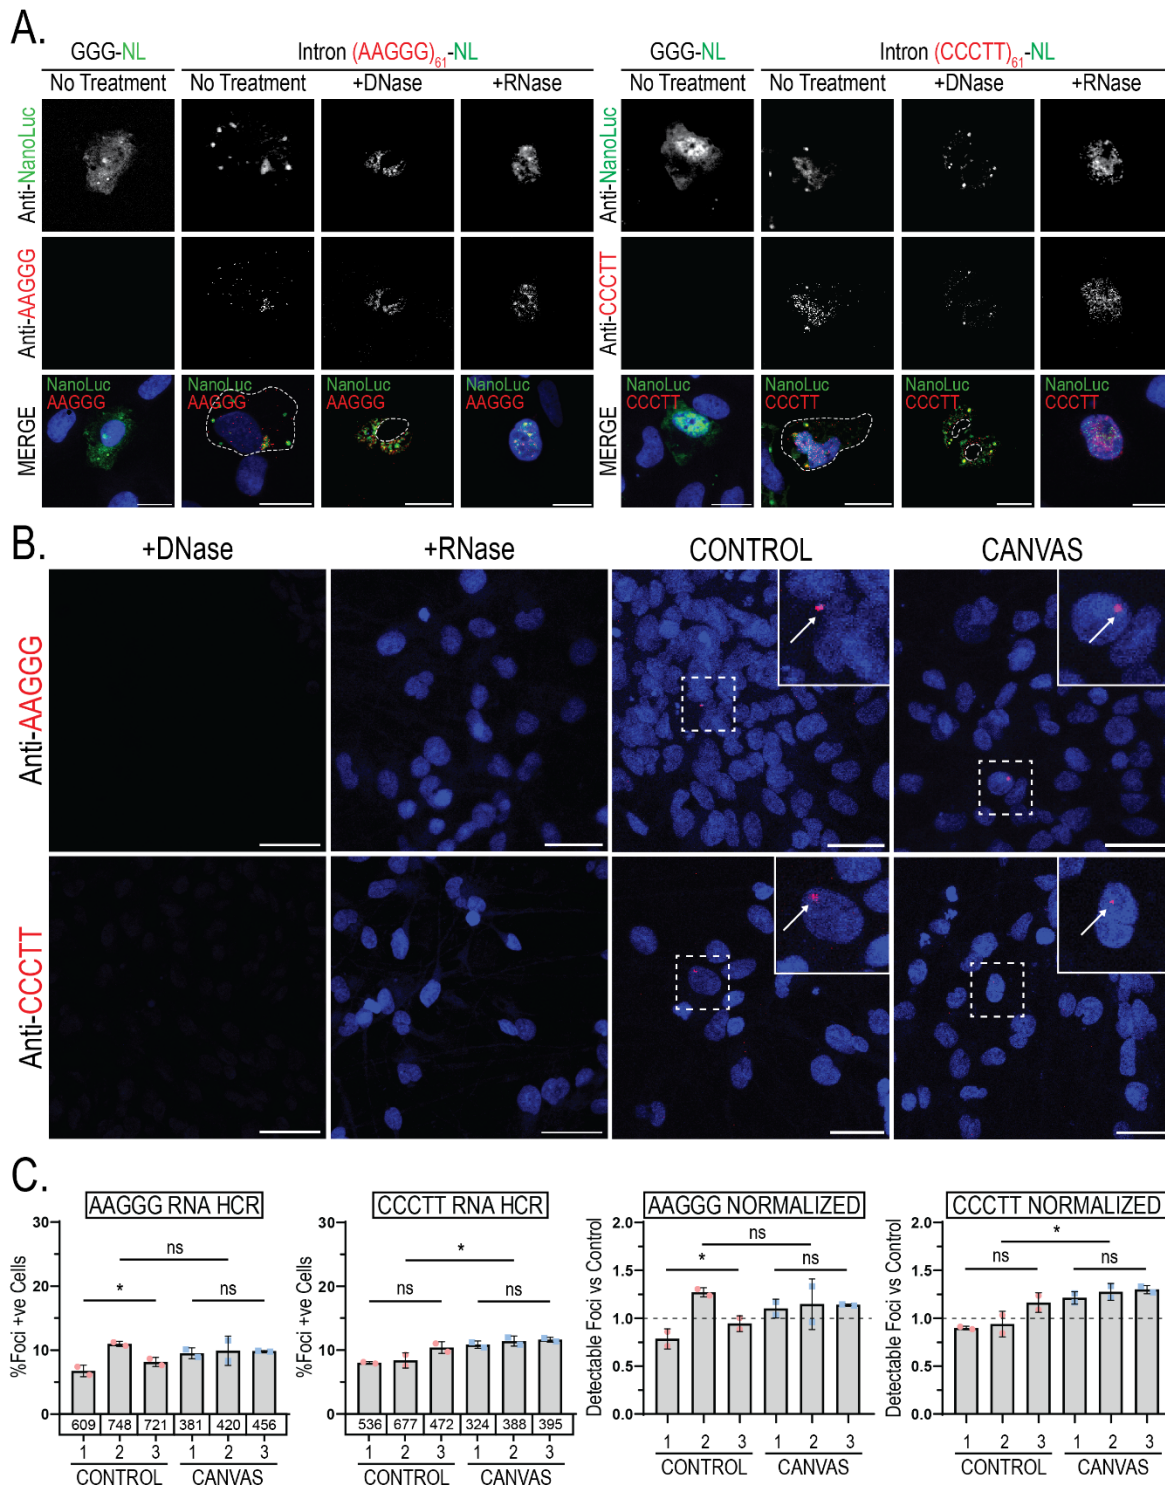 A.
GGG-NL
Intron (AAGGG)61-NL
GGG-NL
Intron (CCCTT)61-NL
No Treatment
No Treatment
+DNase
+RNase
No Treatment
No Treatment
+DNase
+RNase
Anti-NanoLuc
Anti-NanoLuc
Anti-AAGGG
Anti-CCCTT
MERGE
NanoLuc
AAGGG
NanoLuc
AAGGG
NanoLuc
AAGGG
NanoLuc
AAGGG
MERGE
NanoLuc
CCCTT
NanoLuc
CCCTT
NanoLuc
CCCTT
NanoLuc
CCCTT
B.
+DNase
+RNase
CONTROL
CANVAS
Anti-AAGGG
Anti-CCCTT
C.
AAGGG RNA HCR
%Foci +ve Cells
30
20
10
0
*
ns
ns
609 748 721 381 420 456
1 2 3 1 2 3
CONTROL CANVAS
CCCTT RNA HCR
%Foci +ve Cells
30
20
10
0
ns
*
ns
536 677 472 324 388 395
1 2 3 1 2 3
CONTROL CANVAS
AAGGG NORMALIZED
Detectable Foci vs Control
2.0
1.5
1.0
0.5
0.0
*
ns
ns
1 2 3 1 2 3
CONTROL CANVAS
CCCTT NORMALIZED
Detectable Foci vs Control
2.0
1.5
1.0
0.5
0.0
ns
*
ns
1 2 3 1 2 3
CONTROL CANVAS